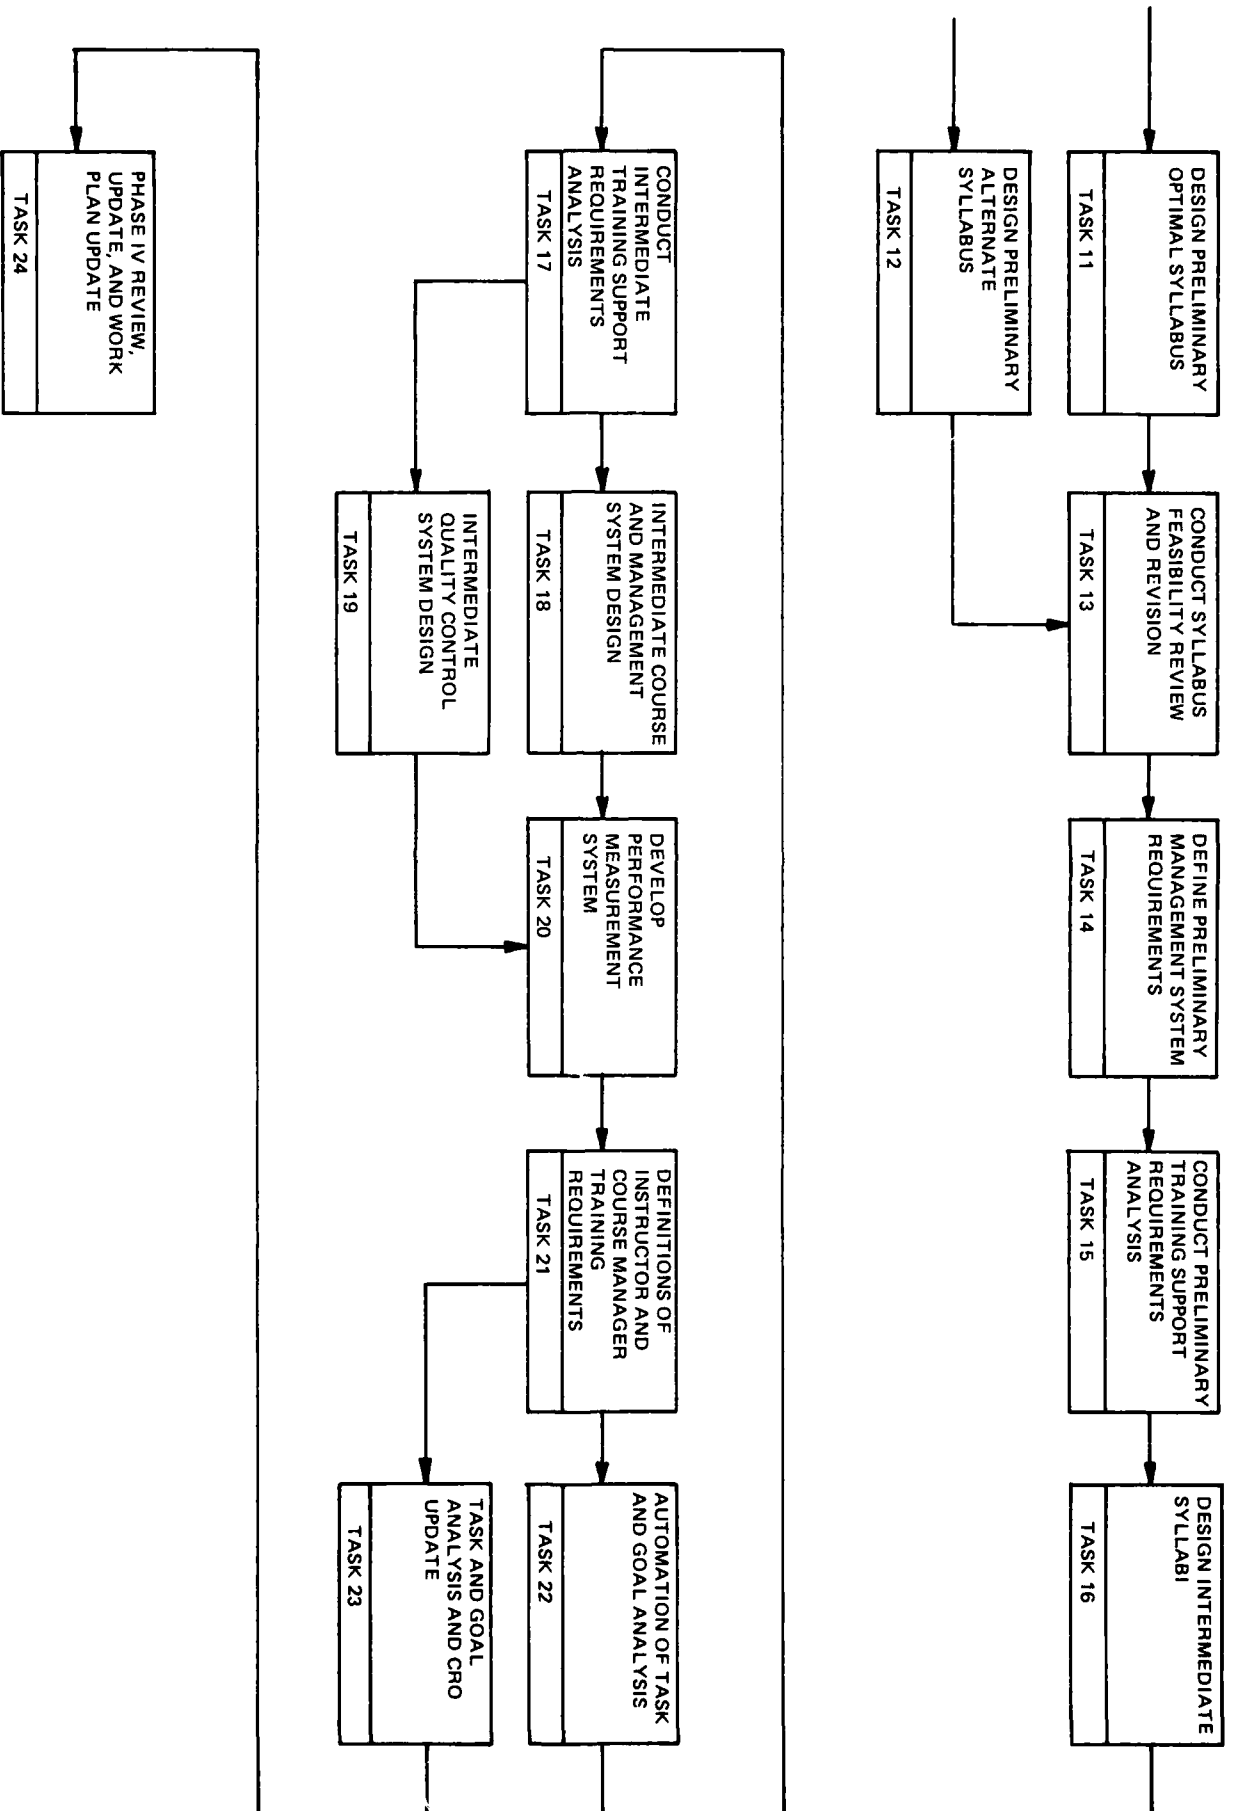 DESIGN PRELIMINARY
OPTIMAL SYLLABUS
TASK 11
CONDUCT SYLLABUS
FEASIBILITY REVIEW
AND REVISION
TASK 13
DEFINE PRELIMINARY
MANAGEMENT SYSTEM
REQUIREMENTS
TASK 14
CONDUCT PRELIMINARY
TRAINING SUPPORT
REQUIREMENTS
ANALYSIS
TASK 15
DESIGN INTERMEDIATE
SYLLABI
TASK 16
DESIGN PRELIMINARY
ALTERNATE
SYLLABUS
TASK 12
CONDUCT
INTERMEDIATE
TRAINING SUPPORT
REQUIREMENTS
ANALYSIS
TASK 17
INTERMEDIATE COURSE
AND MANAGEMENT
SYSTEM DESIGN
TASK 18
DEVELOP
PERFORMANCE
MEASUREMENT
SYSTEM
TASK 20
DEFINITIONS OF
INSTRUCTOR AND
COURSE MANAGER
TRAINING
REQUIREMENTS
TASK 21
AUTOMATION OF TASK
AND GOAL ANALYSIS
TASK 22
INTERMEDIATE
QUALITY CONTROL
SYSTEM DESIGN
TASK 19
TASK AND GOAL
ANALYSIS AND CRO
UPDATE
TASK 23
PHASE IV REVIEW,
UPDATE, AND WORK
PLAN UPDATE
TASK 24